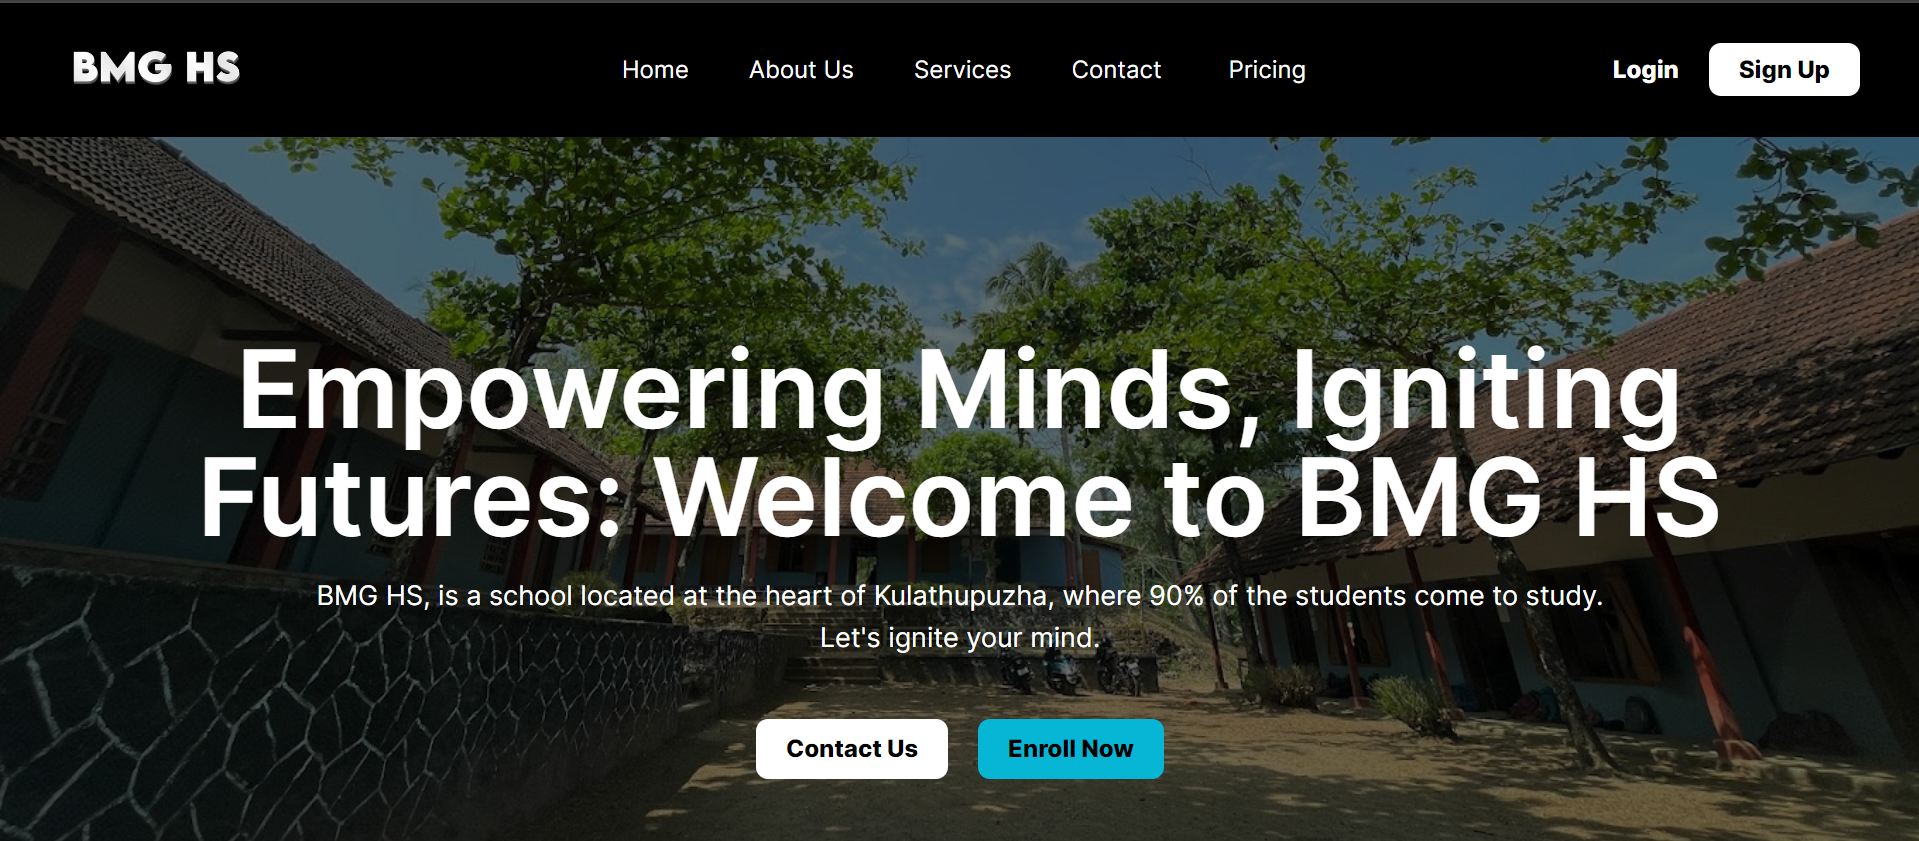 BMG HS
Home
About Us
Services
Contact
Pricing
Login
Sign Up
Empowering Minds, Igniting
Futures: Welcome to BMG HS
BMG HS, is a school located at the heart of Kulathupuzha, where 90% of the students come to study.
Let's ignite your mind.
Contact Us
Enroll Now